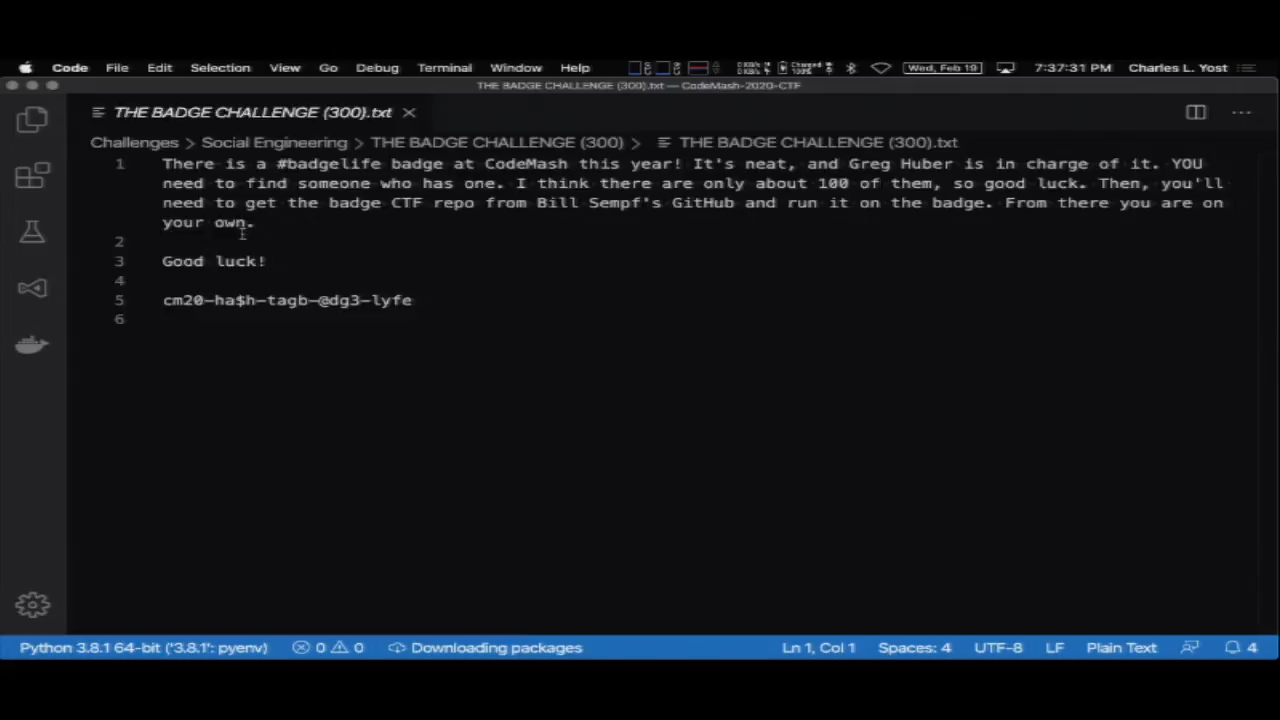 Code File Edit Selection View Go Debug Terminal Window Help Wed, Feb 19 7:37:31 PM Charles L. Yost
THE BADGE CHALLENGE (300).txt — CodeMash-2020-CTF
THE BADGE CHALLENGE (300).txt
Challenges > Social Engineering > THE BADGE CHALLENGE (300) > THE BADGE CHALLENGE (300).txt
1 There is a #badgelife badge at CodeMash this year! It's neat, and Greg Huber is in charge of it. YOU
need to find someone who has one. I think there are only about 100 of them, so good luck. Then, you'll
need to get the badge CTF repo from Bill Sempf's GitHub and run it on the badge. From there you are on
your own.
2
3 Good luck!
4
5 cm20-ha$h-tagb-@dg3-lyfe
6
Python 3.8.1 64-bit ('3.8.1': pyenv) 0 0 Downloading packages Ln 1, Col 1 Spaces: 4 UTF-8 LF Plain Text 4